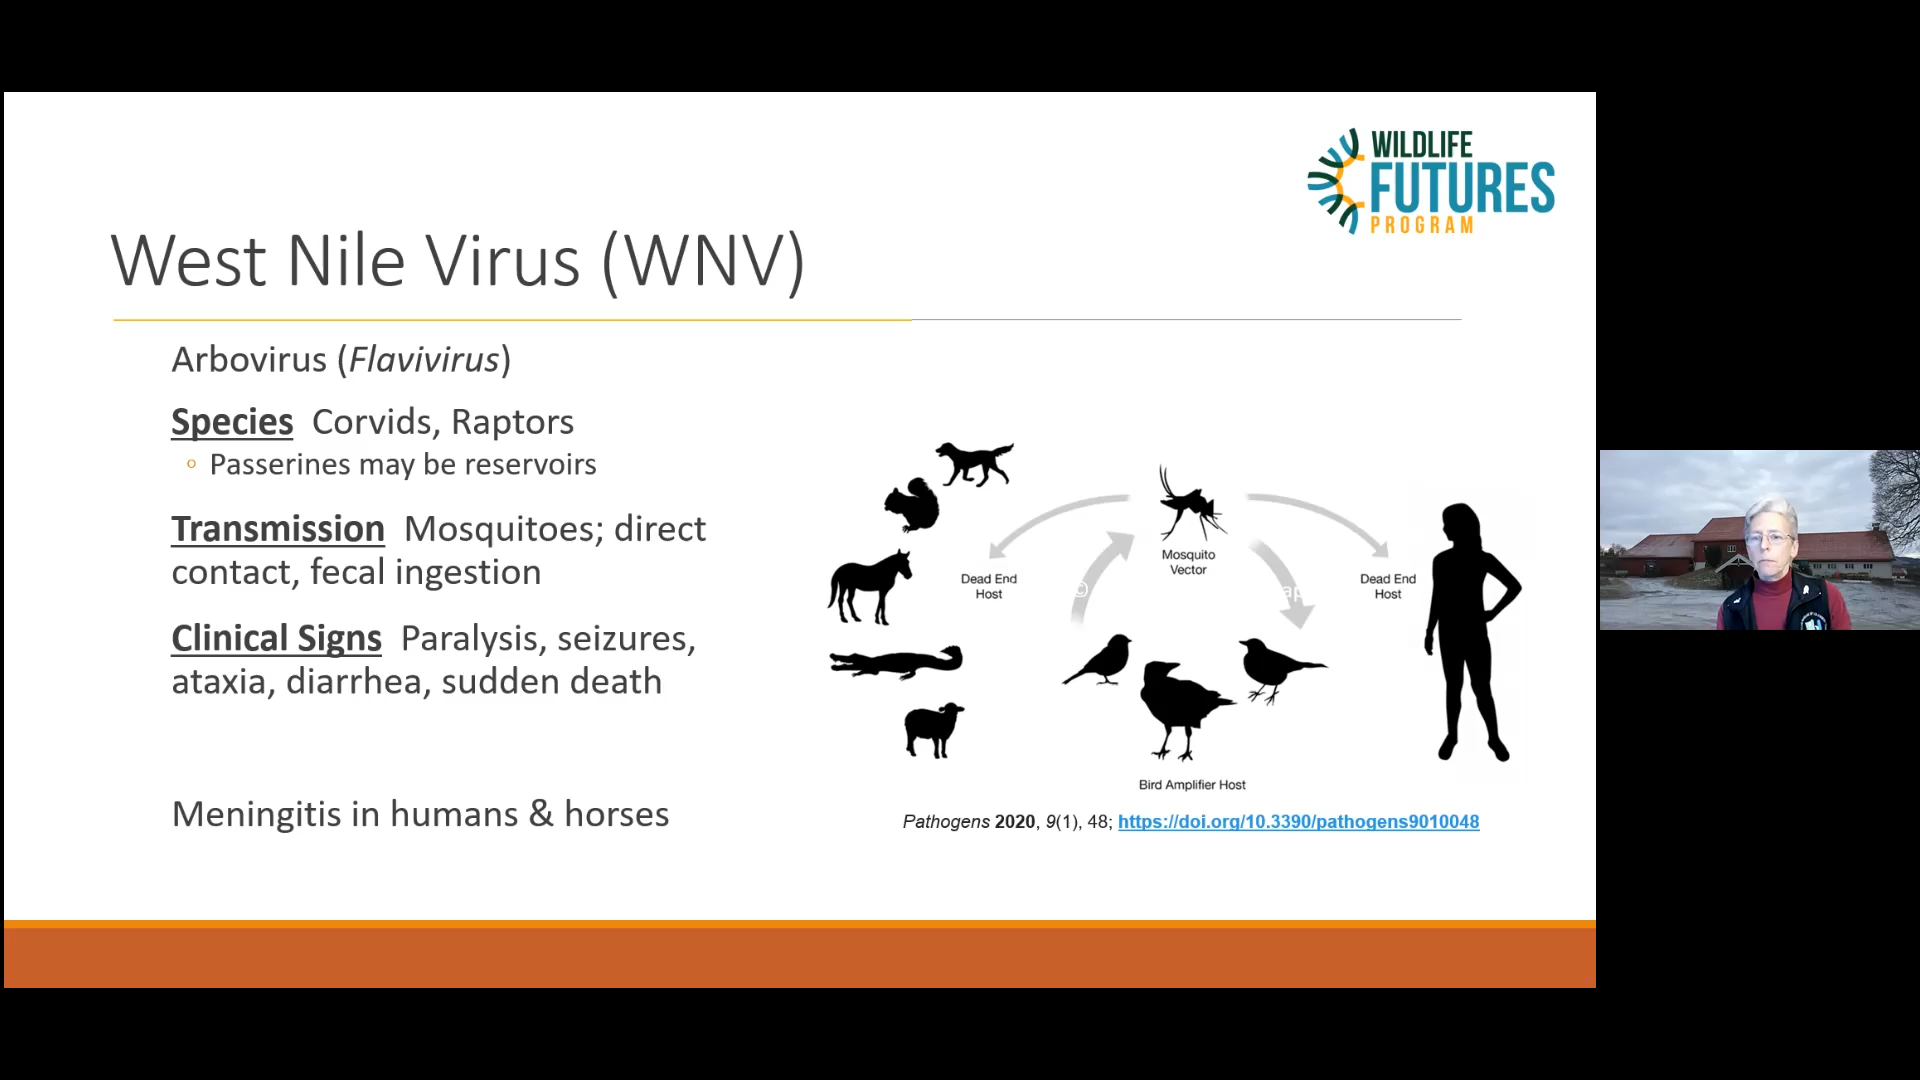 WILDLIFE
FUTURES
PROGRAM
West Nile Virus (WNV)
Arbovirus (Flavivirus)
Species Corvids, Raptors
Passerines may be reservoirs
Transmission Mosquitoes; direct
contact, fecal ingestion
Clinical Signs Paralysis, seizures,
ataxia, diarrhea, sudden death
Meningitis in humans & horses
Mosquito
Vector
Dead End
Host
Dead End
Host
©
Bird Amplifier Host
Pathogens 2020, 9(1), 48; https://doi.org/10.3390/pathogens9010048